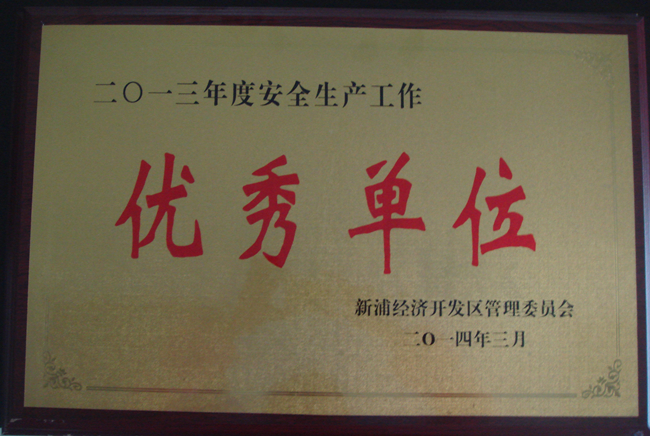 二〇一三年度安全生产工作
优秀单位
新浦经济开发区管理委员会
二〇一四年三月